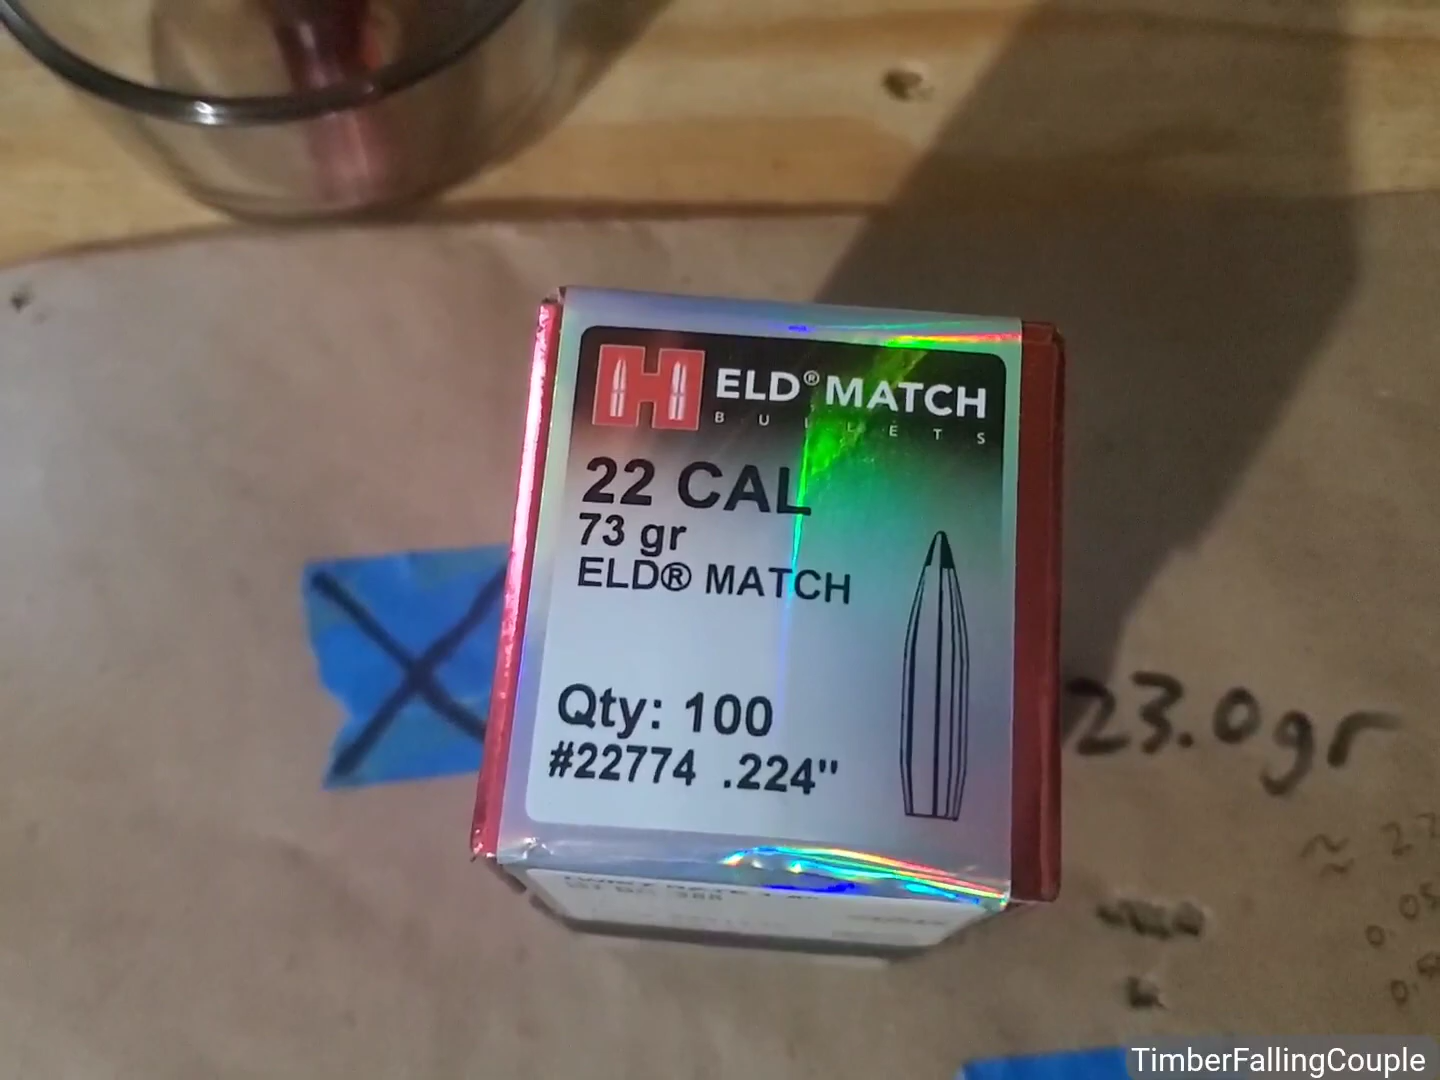 H ELD® MATCH
BULLETS
22 CAL
73 gr
ELD® MATCH
Qty: 100
#22774 .224"
23.0gr
TimberFallingCouple